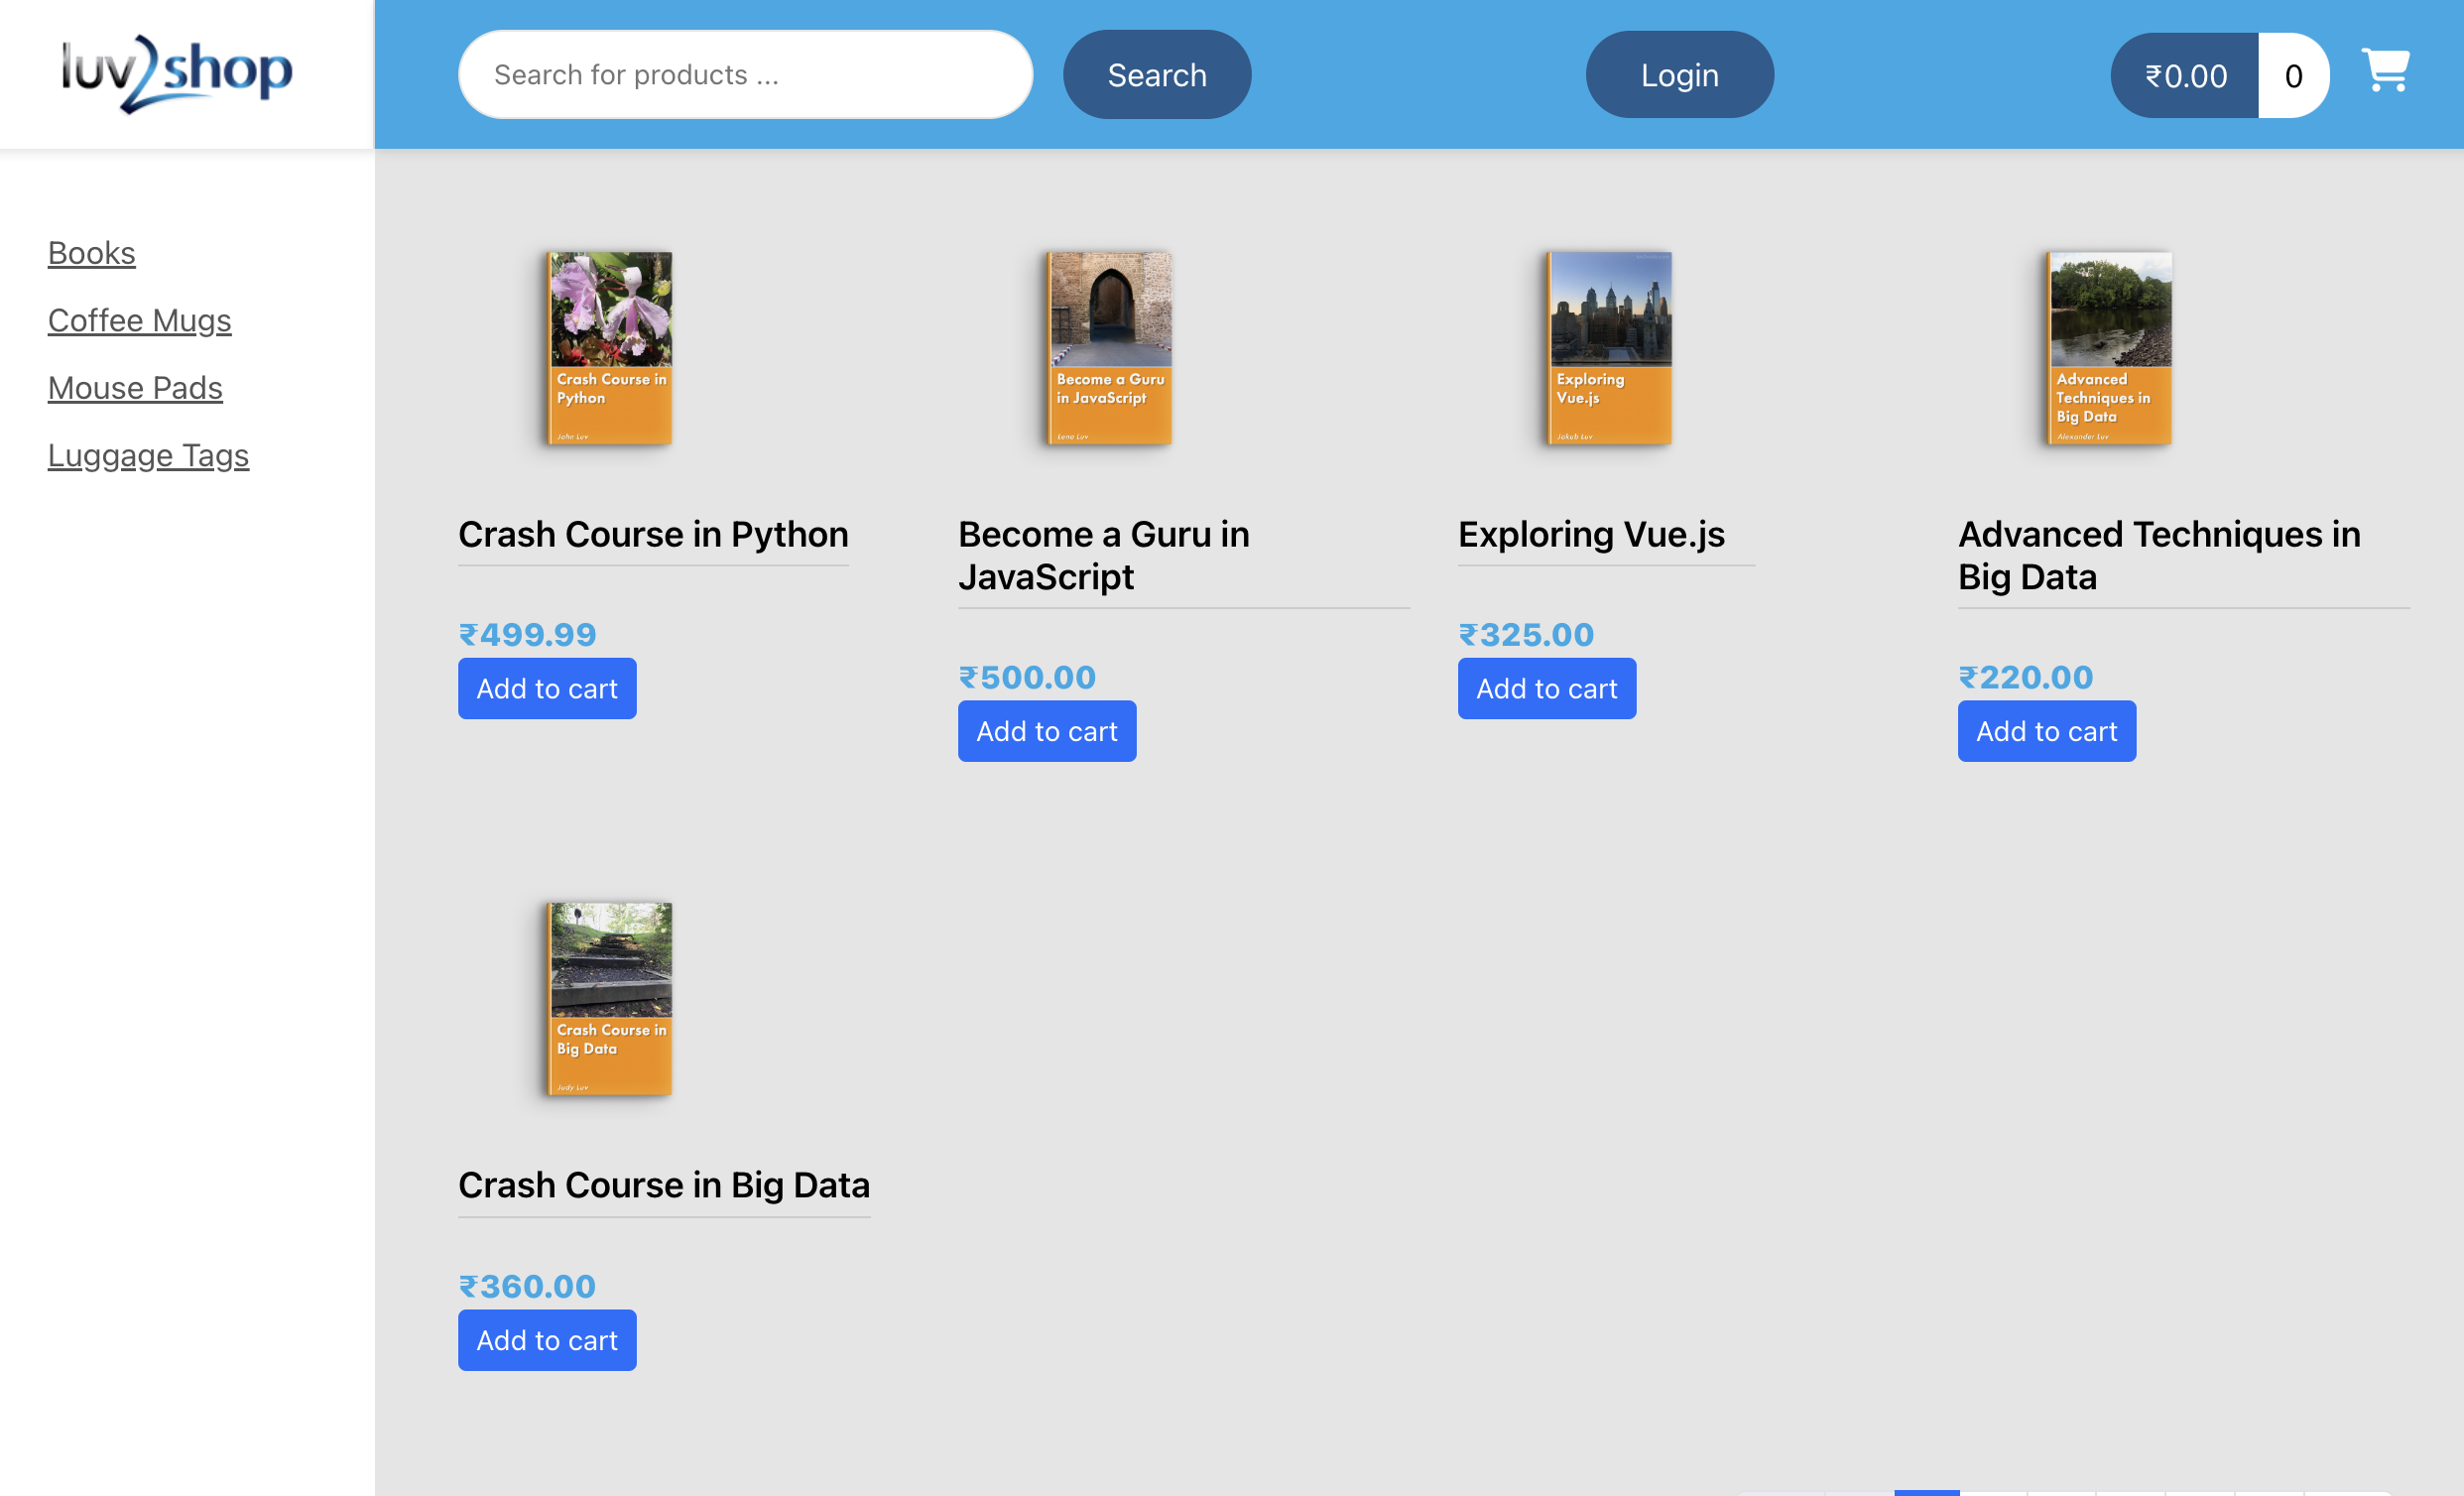 luv2shop
Search for products ...
Search
Login
₹0.00
0
Books
Coffee Mugs
Mouse Pads
Luggage Tags
Crash Course in
Python
John Luv
Become a Guru
in JavaScript
Lena Luv
Exploring
Vue.js
Jakub Luv
Advanced
Techniques in
Big Data
Alexander Luv
Crash Course in Python
₹499.99
Add to cart
Become a Guru in
JavaScript
₹500.00
Add to cart
Exploring Vue.js
₹325.00
Add to cart
Advanced Techniques in
Big Data
₹220.00
Add to cart
Crash Course in
Big Data
Judy Luv
Crash Course in Big Data
₹360.00
Add to cart